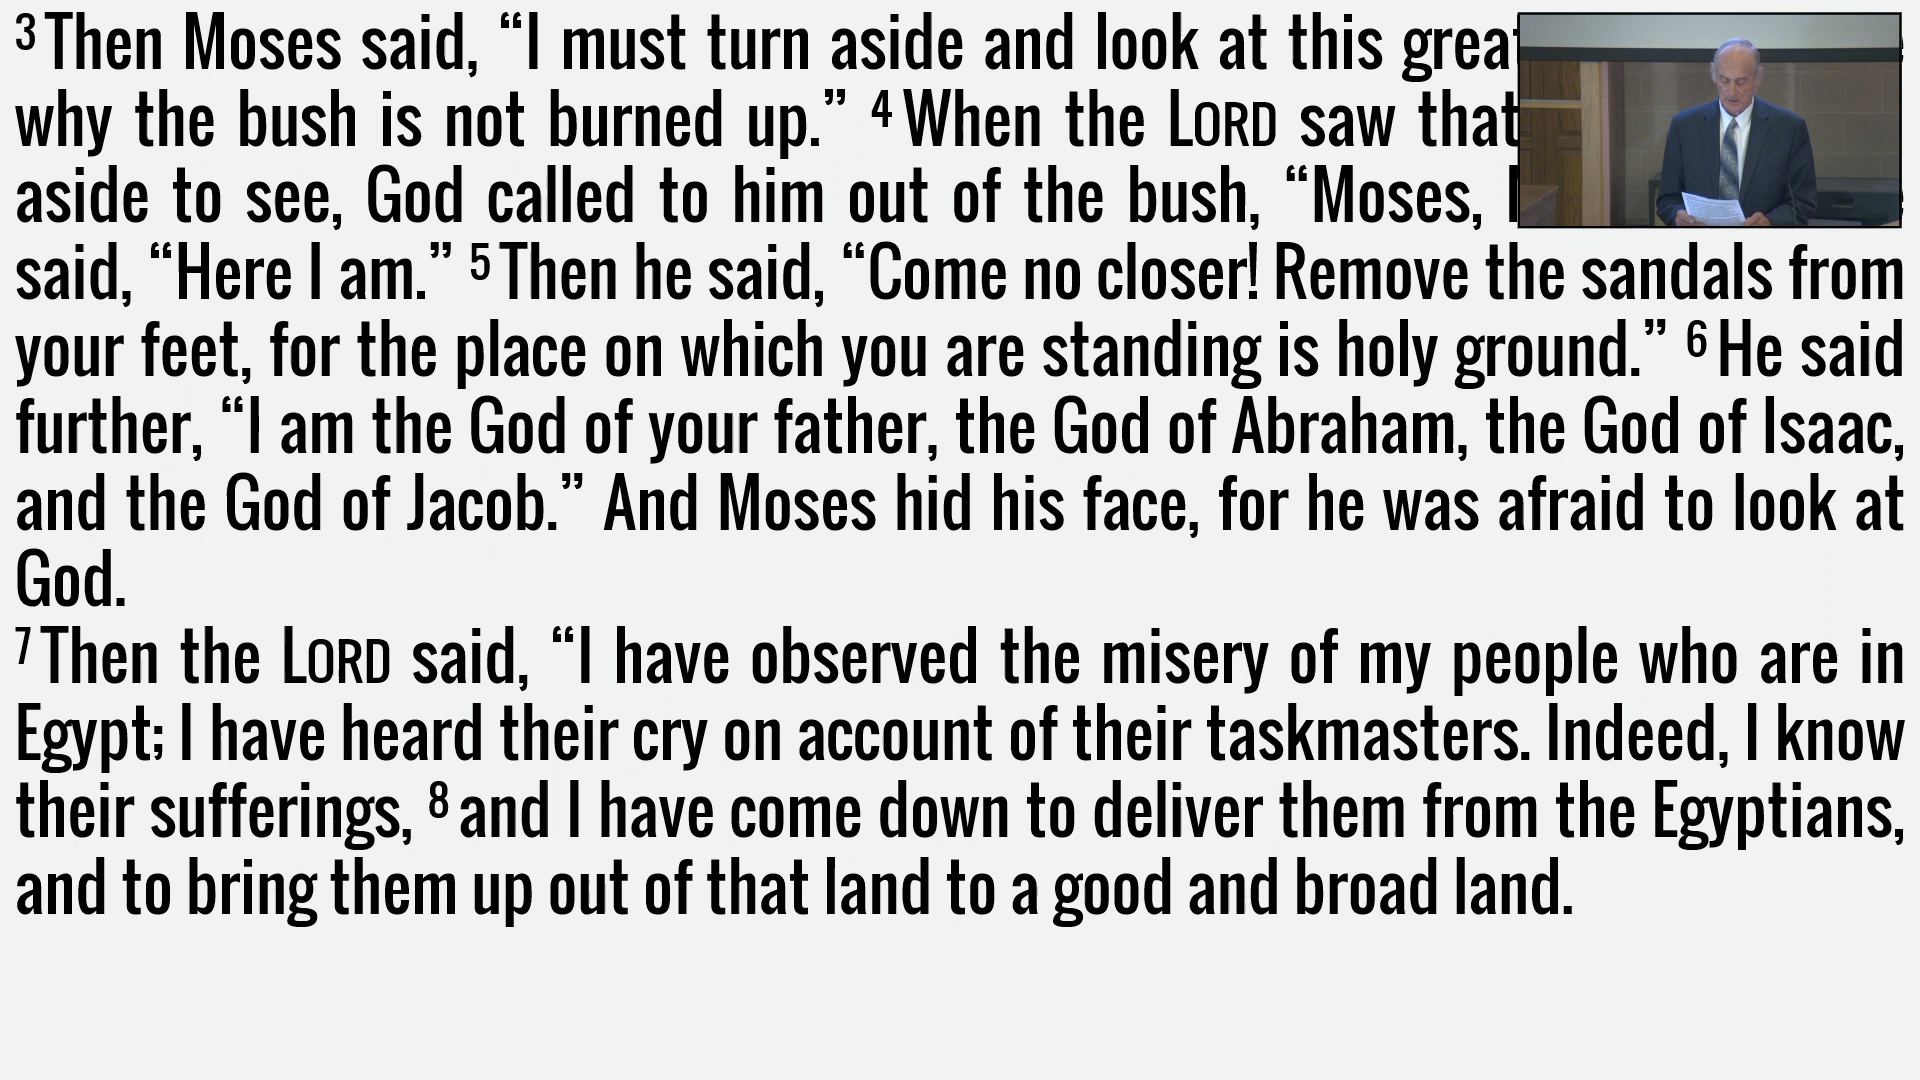 3 Then Moses said, “I must turn aside and look at this great
why the bush is not burned up.” 4 When the LORD saw that
aside to see, God called to him out of the bush, “Moses,
said, “Here I am.” 5 Then he said, “Come no closer! Remove the sandals from
your feet, for the place on which you are standing is holy ground.” 6 He said
further, “I am the God of your father, the God of Abraham, the God of Isaac,
and the God of Jacob.” And Moses hid his face, for he was afraid to look at
God.
7 Then the LORD said, “I have observed the misery of my people who are in
Egypt; I have heard their cry on account of their taskmasters. Indeed, I know
their sufferings, 8 and I have come down to deliver them from the Egyptians,
and to bring them up out of that land to a good and broad land.